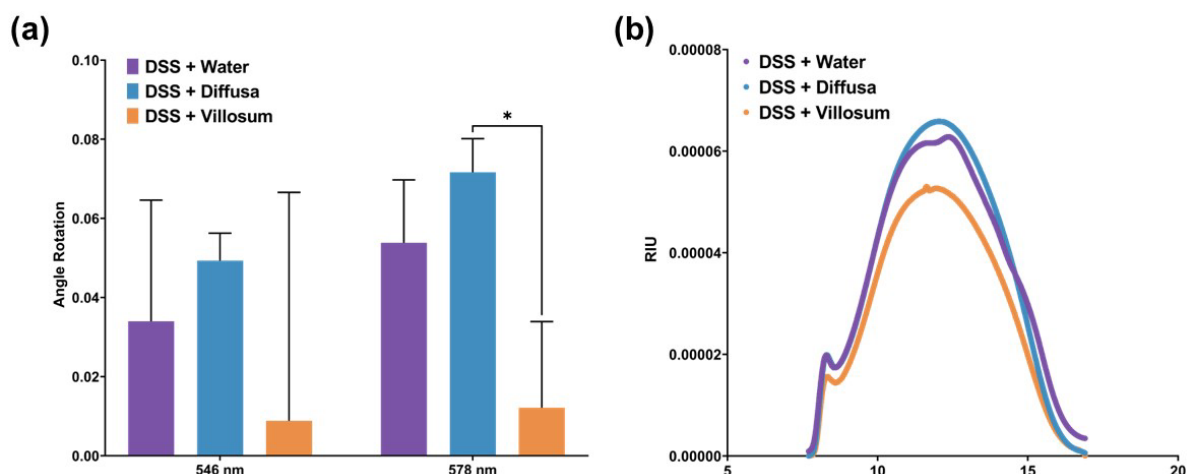 (a)
0.10
0.08
0.06
0.04
0.02
0.00
Angle Rotation
DSS + Water
DSS + Diffusa
DSS + Villosum
*
546 nm
578 nm
(b)
0.00008
0.00006
0.00004
0.00002
0.00000
RIU
DSS + Water
DSS + Diffusa
DSS + Villosum
5
10
15
20